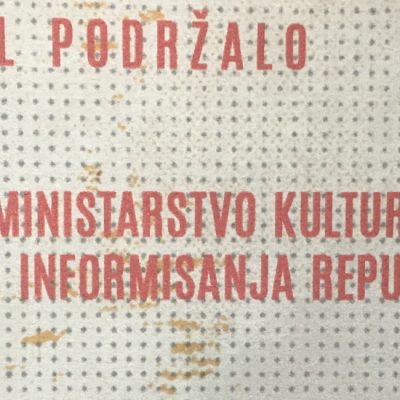 L PODRŽALO
MINISTARSTVO KULTUR
INFORMISANJA REPU